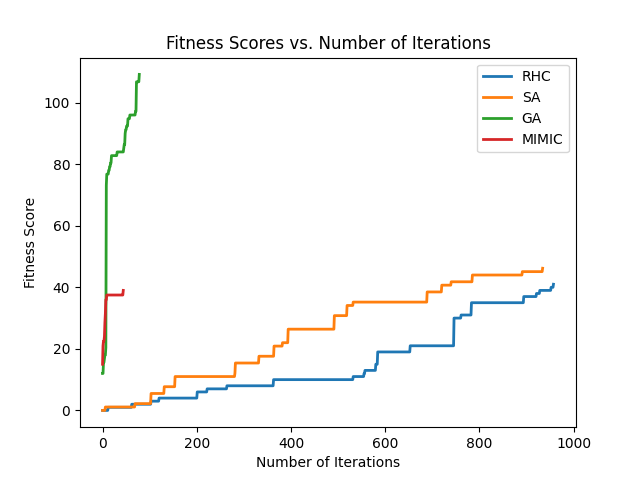 Fitness Scores vs. Number of Iterations
RHC
SA
GA
MIMIC
Fitness Score
100
80
60
40
20
0
0 200 400 600 800 1000
Number of Iterations